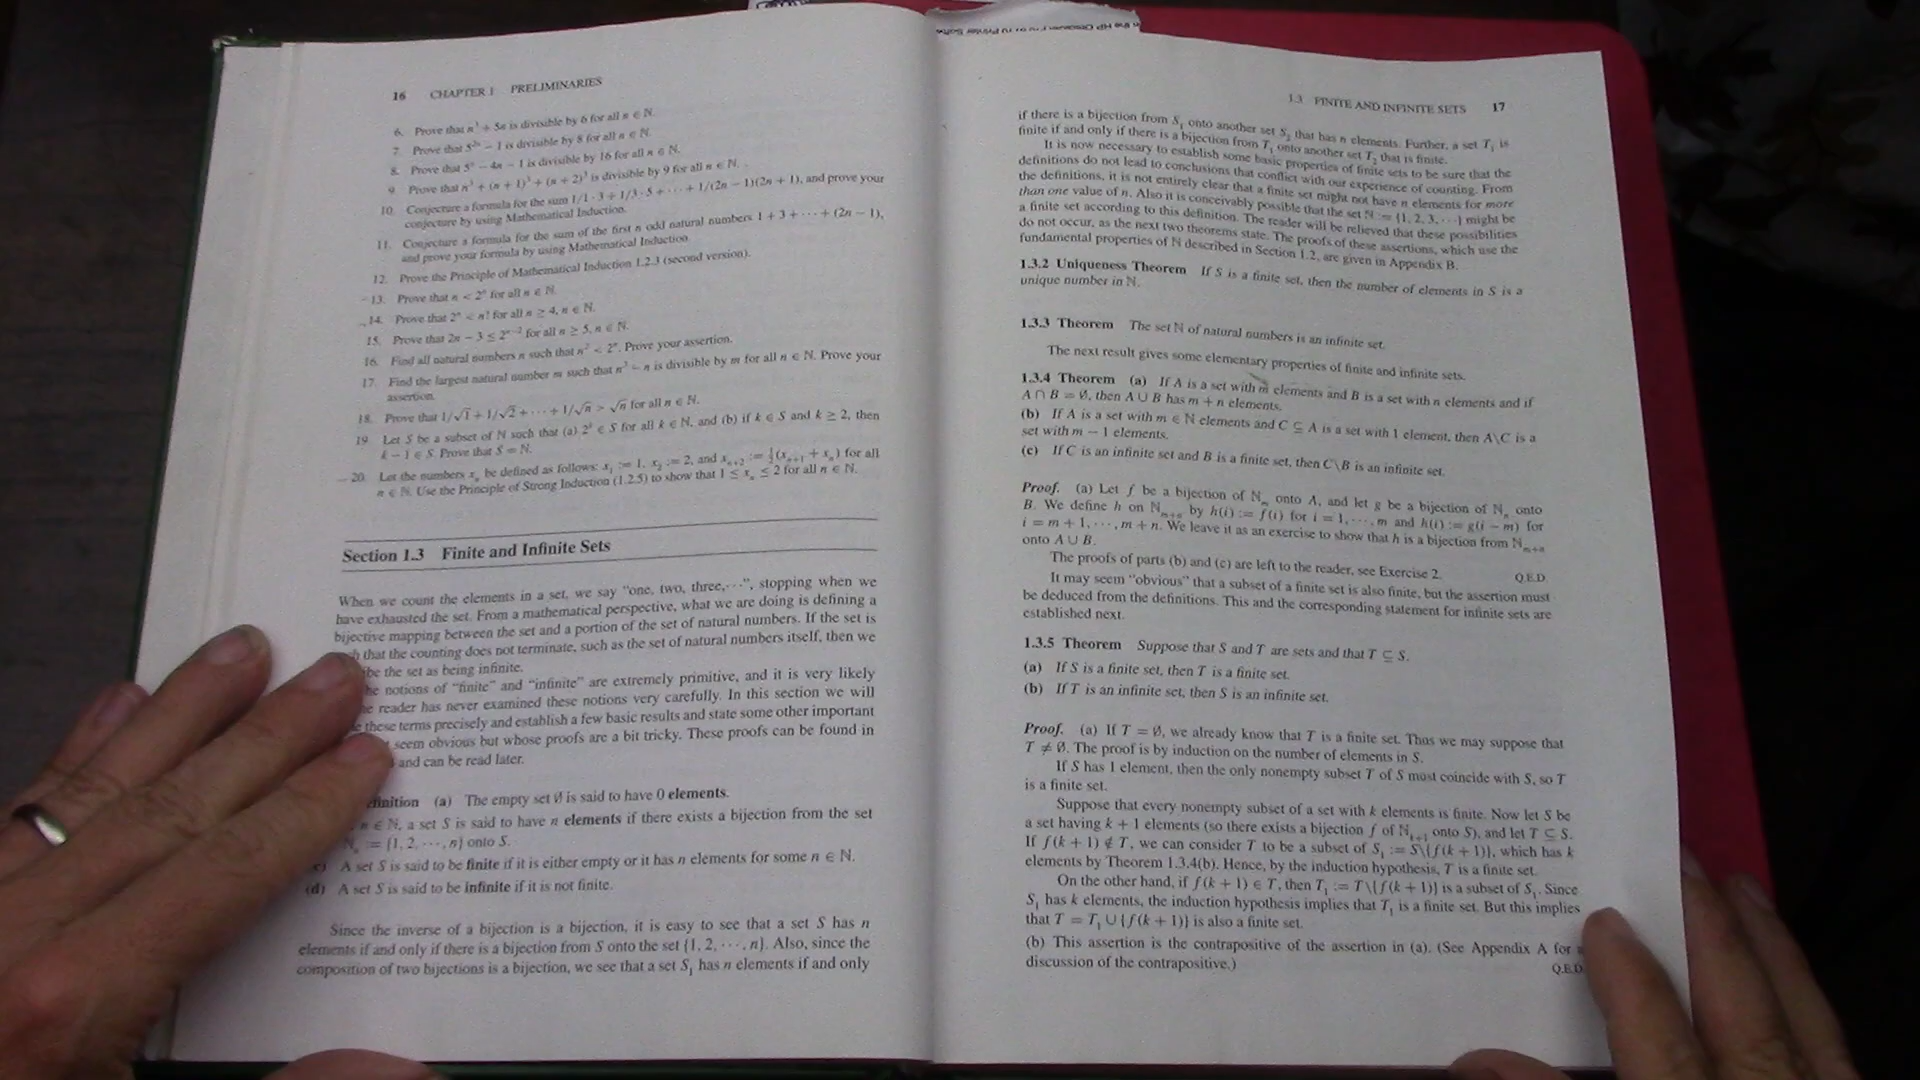 16 CHAPTER 1 PRELIMINARIES
6. Prove that n³ + 5n is divisible by 6 for all n ∈ ℕ.
7. Prove that 5²ⁿ − 1 is divisible by 8 for all n ∈ ℕ.
8. Prove that 5ⁿ − 4n − 1 is divisible by 16 for all n ∈ ℕ.
9. Prove that n³ + (n + 1)³ + (n + 2)³ is divisible by 9 for all n ∈ ℕ.
10. Conjecture a formula for the sum 1/1 · 3 + 1/3 · 5 + ··· + 1/(2n − 1)(2n + 1), and prove your
conjecture by using Mathematical Induction.
11. Conjecture a formula for the sum of the first n odd natural numbers 1 + 3 + ··· + (2n − 1),
and prove your formula by using Mathematical Induction.
12. Prove the Principle of Mathematical Induction 1.2.3 (second version).
13. Prove that n < 2ⁿ for all n ∈ ℕ.
14. Prove that 2ⁿ < n! for all n ≥ 4, n ∈ ℕ.
15. Prove that 2n − 3 ≤ 2ⁿ⁻² for all n ≥ 5, n ∈ ℕ.
16. Find all natural numbers n such that n² < 2ⁿ. Prove your assertion.
17. Find the largest natural number m such that n³ − n is divisible by m for all n ∈ ℕ. Prove your
assertion.
18. Prove that 1/√1 + 1/√2 + ··· + 1/√n > √n for all n ∈ ℕ.
19. Let S be a subset of ℕ such that (a) 2ᵏ ∈ S for all k ∈ ℕ, and (b) if k ∈ S and k ≥ 2, then
k − 1 ∈ S. Prove that S = ℕ.
20. Let the numbers xₙ be defined as follows: x₁ := 1, x₂ := 2, and xₙ₊₂ := ½(xₙ₊₁ + xₙ) for all
n ∈ ℕ. Use the Principle of Strong Induction (1.2.5) to show that 1 ≤ xₙ ≤ 2 for all n ∈ ℕ.
Section 1.3 Finite and Infinite Sets
When we count the elements in a set, we say "one, two, three,···", stopping when we
have exhausted the set. From a mathematical perspective, what we are doing is defining a
bijective mapping between the set and a portion of the set of natural numbers. If the set is
that the counting does not terminate, such as the set of natural numbers itself, then we
be the set as being infinite.
notions of "finite" and "infinite" are extremely primitive, and it is very likely
reader has never examined these notions very carefully. In this section we will
these terms precisely and establish a few basic results and state some other important
seem obvious but whose proofs are a bit tricky. These proofs can be found in
and can be read later.
finition (a) The empty set ∅ is said to have 0 elements.
n ∈ ℕ, a set S is said to have n elements if there exists a bijection from the set
ℕₙ := {1, 2, ···, n} onto S.
A set S is said to be finite if it is either empty or it has n elements for some n ∈ ℕ.
(d) A set S is said to be infinite if it is not finite.
Since the inverse of a bijection is a bijection, it is easy to see that a set S has n
elements if and only if there is a bijection from S onto the set {1, 2, ···, n}. Also, since the
composition of two bijections is a bijection, we see that a set S₁ has n elements if and only
1.3 FINITE AND INFINITE SETS 17
if there is a bijection from S₁ onto another set S₂ that has n elements. Further, a set T₁ is
finite if and only if there is a bijection from T₁ onto another set T₂ that is finite.
It is now necessary to establish some basic properties of finite sets to be sure that the
definitions do not lead to conclusions that conflict with our experience of counting. From
the definitions, it is not entirely clear that a finite set might not have n elements for more
than one value of n. Also it is conceivably possible that the set ℕ := {1, 2, 3, ···} might be
a finite set according to this definition. The reader will be relieved that these possibilities
do not occur, as the next two theorems state. The proofs of these assertions, which use the
fundamental properties of ℕ described in Section 1.2, are given in Appendix B.
1.3.2 Uniqueness Theorem If S is a finite set, then the number of elements in S is a
unique number in ℕ.
1.3.3 Theorem The set ℕ of natural numbers is an infinite set.
The next result gives some elementary properties of finite and infinite sets.
1.3.4 Theorem (a) If A is a set with m elements and B is a set with n elements and if
A ∩ B = ∅, then A ∪ B has m + n elements.
(b) If A is a set with m ∈ ℕ elements and C ⊆ A is a set with 1 element, then A\C is a
set with m − 1 elements.
(c) If C is an infinite set and B is a finite set, then C\B is an infinite set.
Proof. (a) Let f be a bijection of ℕₘ onto A, and let g be a bijection of ℕₙ onto
B. We define h on ℕₘ₊ₙ by h(i) := f(i) for i = 1, ···, m and h(i) := g(i − m) for
i = m + 1, ···, m + n. We leave it as an exercise to show that h is a bijection from ℕₘ₊ₙ
onto A ∪ B.
The proofs of parts (b) and (c) are left to the reader, see Exercise 2. Q.E.D.
It may seem "obvious" that a subset of a finite set is also finite, but the assertion must
be deduced from the definitions. This and the corresponding statement for infinite sets are
established next.
1.3.5 Theorem Suppose that S and T are sets and that T ⊆ S.
(a) If S is a finite set, then T is a finite set.
(b) If T is an infinite set, then S is an infinite set.
Proof. (a) If T = ∅, we already know that T is a finite set. Thus we may suppose that
T ≠ ∅. The proof is by induction on the number of elements in S.
If S has 1 element, then the only nonempty subset T of S must coincide with S, so T
is a finite set.
Suppose that every nonempty subset of a set with k elements is finite. Now let S be
a set having k + 1 elements (so there exists a bijection f of ℕₖ₊₁ onto S), and let T ⊆ S.
If f(k + 1) ∉ T, we can consider T to be a subset of S₁ := S\{f(k + 1)}, which has k
elements by Theorem 1.3.4(b). Hence, by the induction hypothesis, T is a finite set.
On the other hand, if f(k + 1) ∈ T, then T₁ := T\{f(k + 1)} is a subset of S₁. Since
S₁ has k elements, the induction hypothesis implies that T₁ is a finite set. But this implies
that T = T₁ ∪ {f(k + 1)} is also a finite set.
(b) This assertion is the contrapositive of the assertion in (a). (See Appendix A for a
discussion of the contrapositive.) Q.E.D.